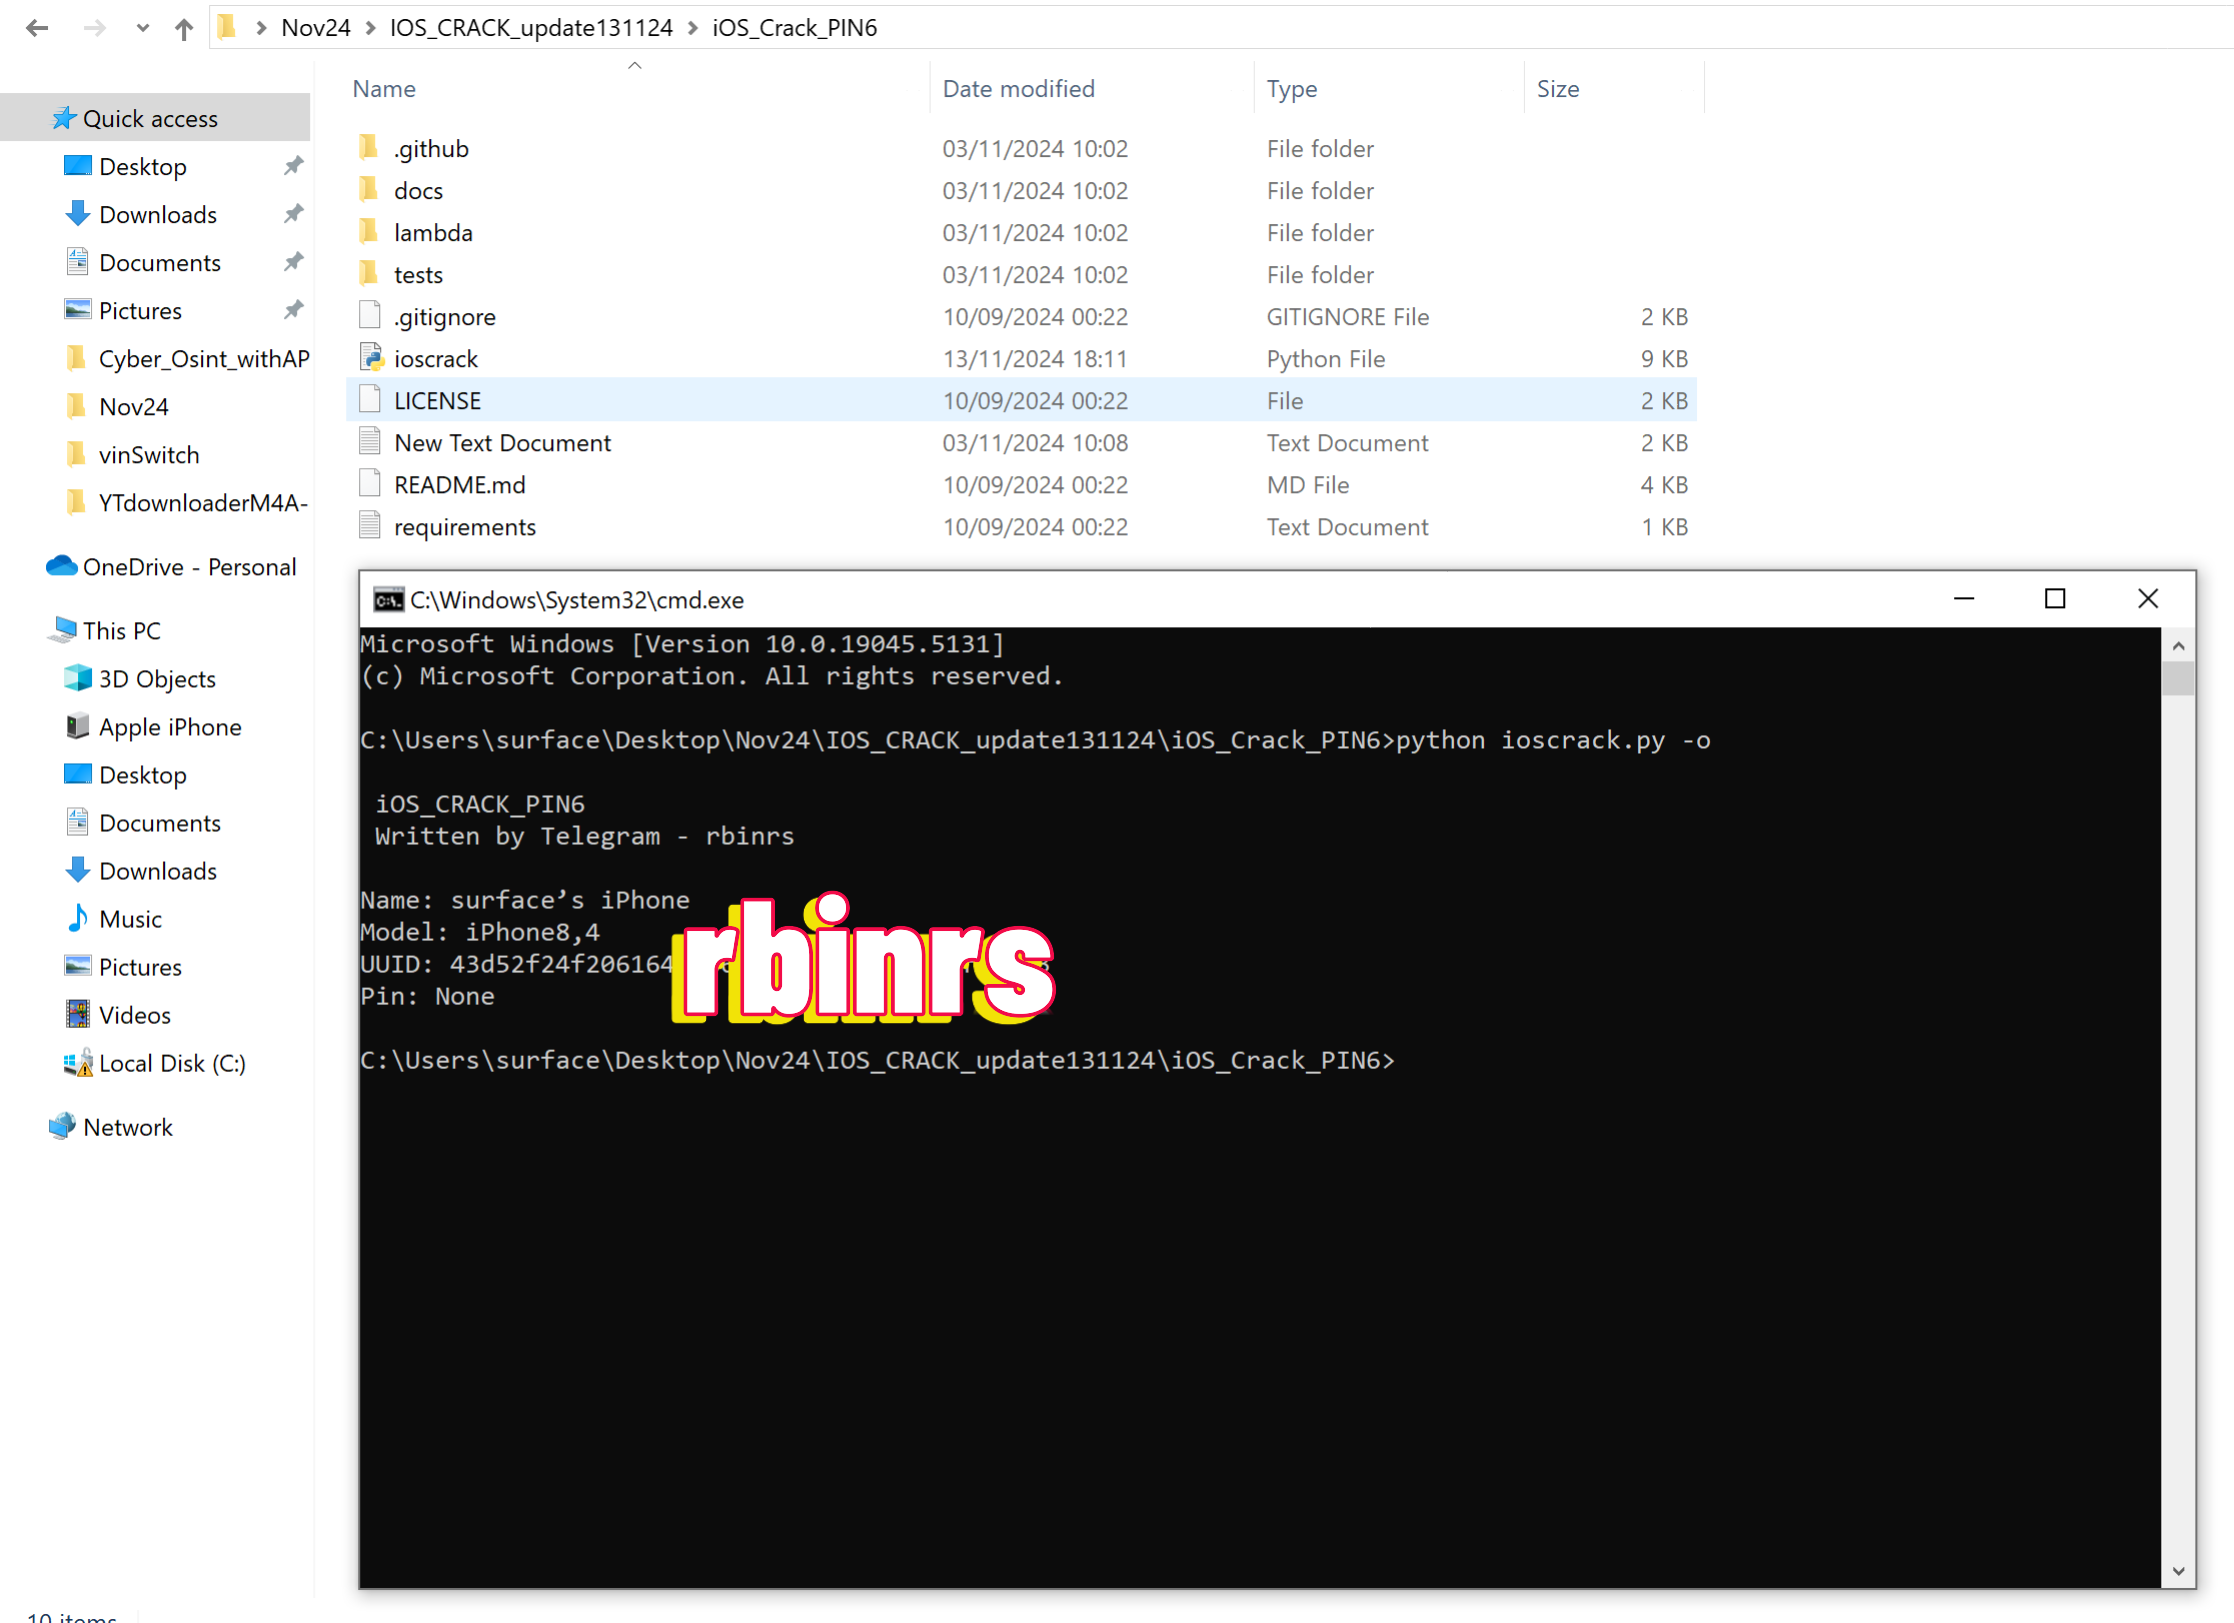 Nov24 > IOS_CRACK_update131124 > iOS_Crack_PIN6
Name Date modified Type Size
Quick access
Desktop
Downloads
Documents
Pictures
Cyber_Osint_withAP
Nov24
vinSwitch
YTdownloaderM4A-
OneDrive - Personal
This PC
3D Objects
Apple iPhone
Desktop
Documents
Downloads
Music
Pictures
Videos
Local Disk (C:)
Network
.github 03/11/2024 10:02 File folder
docs 03/11/2024 10:02 File folder
lambda 03/11/2024 10:02 File folder
tests 03/11/2024 10:02 File folder
.gitignore 10/09/2024 00:22 GITIGNORE File 2 KB
ioscrack 13/11/2024 18:11 Python File 9 KB
LICENSE 10/09/2024 00:22 File 2 KB
New Text Document 03/11/2024 10:08 Text Document 2 KB
README.md 10/09/2024 00:22 MD File 4 KB
requirements 10/09/2024 00:22 Text Document 1 KB
C:\Windows\System32\cmd.exe
Microsoft Windows [Version 10.0.19045.5131]
(c) Microsoft Corporation. All rights reserved.
C:\Users\surface\Desktop\Nov24\IOS_CRACK_update131124\iOS_Crack_PIN6>python ioscrack.py -o
iOS_CRACK_PIN6
Written by Telegram - rbinrs
Name: surface’s iPhone
Model: iPhone8,4
UUID: 43d52f24f206164
Pin: None
rbinrs
C:\Users\surface\Desktop\Nov24\IOS_CRACK_update131124\iOS_Crack_PIN6>
10 items